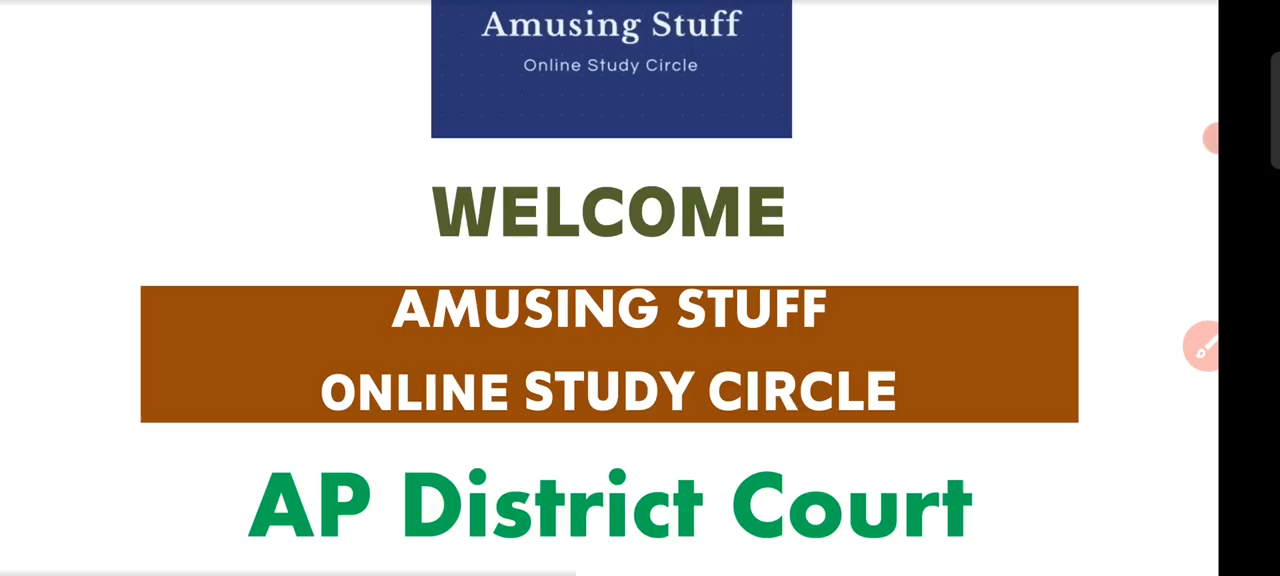 Amusing Stuff
Online Study Circle
WELCOME
AMUSING STUFF
ONLINE STUDY CIRCLE
AP District Court